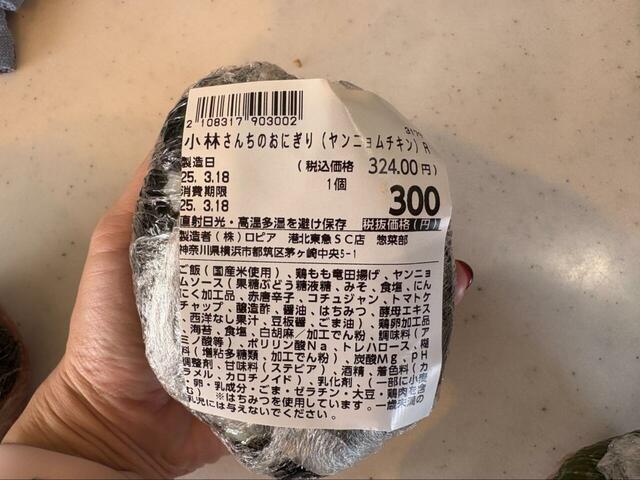 2 108317 903002
小林さんちのおにぎり(ヤンニョムチキン)R
製造日 (税込価格 324.00円)
25. 3.18 1個
消費期限 300
25. 3.18
直射日光・高温多湿を避け保存 税抜価格(円)
製造者(株)ロピア 港北東急SC店 惣菜部
神奈川県横浜市都筑区茅ヶ崎中央5-1
ご飯(国産米使用)、鶏もも竜田揚げ、ヤンニョ
ムソース(果糖ぶどう糖液糖、みそ、食塩、にん
にく加工品、赤唐辛子、コチュジャン、トマトケ
チャップ、醸造酢、醤油、はちみつ、酵母エキス
、西洋なし果汁、豆板醤、ごま油)、鶏卵加工品
、海苔、食塩、白胡麻/加工でん粉、調味料(ア
ミノ酸等)、ポリリン酸Na、トレハロース、糊
料(増粘多糖類、加工でん粉)、炭酸Mg、pH
調整剤、甘味料(ステビア)、酒精、着色料(カ
ラメル、カロチノイド)、乳化剤、(一部に小麦
・卵・乳成分・ごま・ゼラチン・大豆・鶏肉を含
む) ※はちみつを使用しています。一歳未満の
乳児には与えないでください。